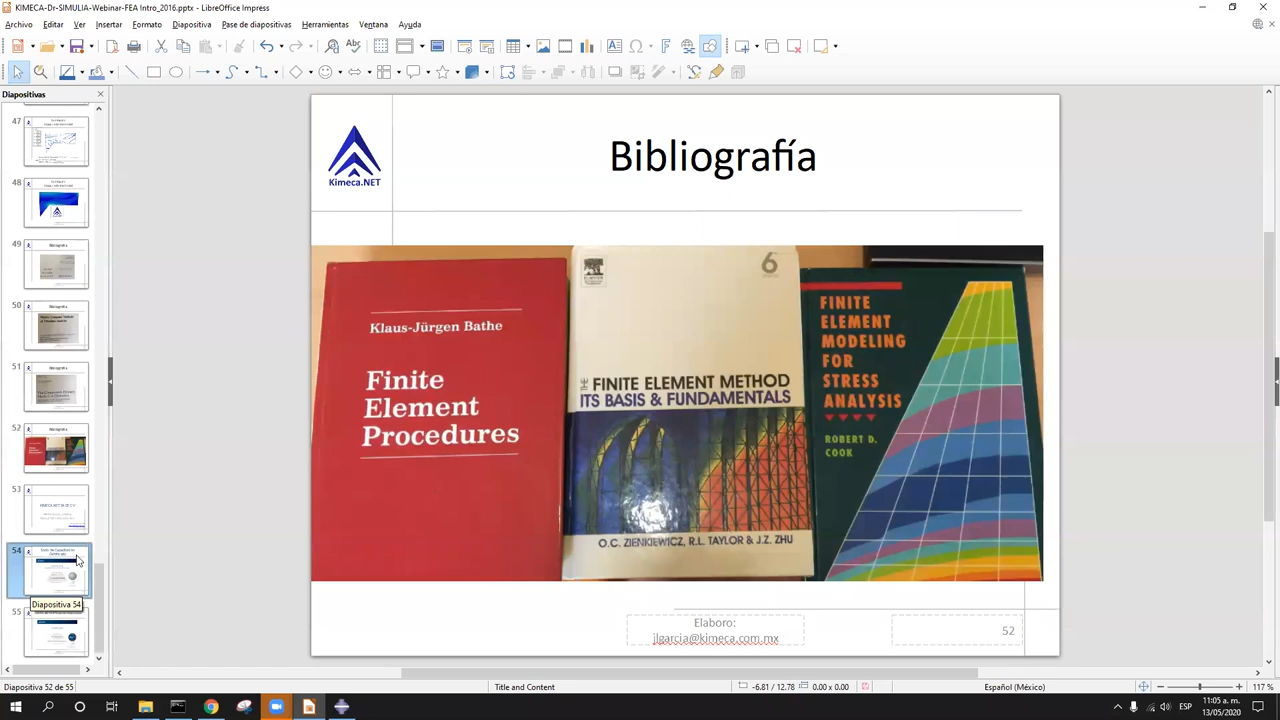 KIMECA-Dr-SIMULIA-Webinar-FEA Intro_2016.pptx - LibreOffice Impress
Archivo Editar Ver Insertar Formato Diapositiva Pase de diapositivas Herramientas Ventana Ayuda
Diapositivas
47
48
49
50
51
52
53
54
Diapositiva 54
55
Kimeca.NET
Bibliografía
Klaus-Jürgen Bathe
Finite
Element
Procedures
6
THE FINITE ELEMENT METHOD
ITS BASIS & FUNDAMENTALS
O.C. ZIENKIEWICZ, R.L. TAYLOR & J.Z. ZHU
FINITE
ELEMENT
MODELING
FOR
STRESS
ANALYSIS
ROBERT D.
COOK
Elaboro:
jlgarcia@kimeca.com.mx
52
Diapositiva 52 de 55
Title and Content
-6.81 / 12.78
0.00 x 0.00
Español (México)
117 %
ESP
11:05 a. m.
13/05/2020